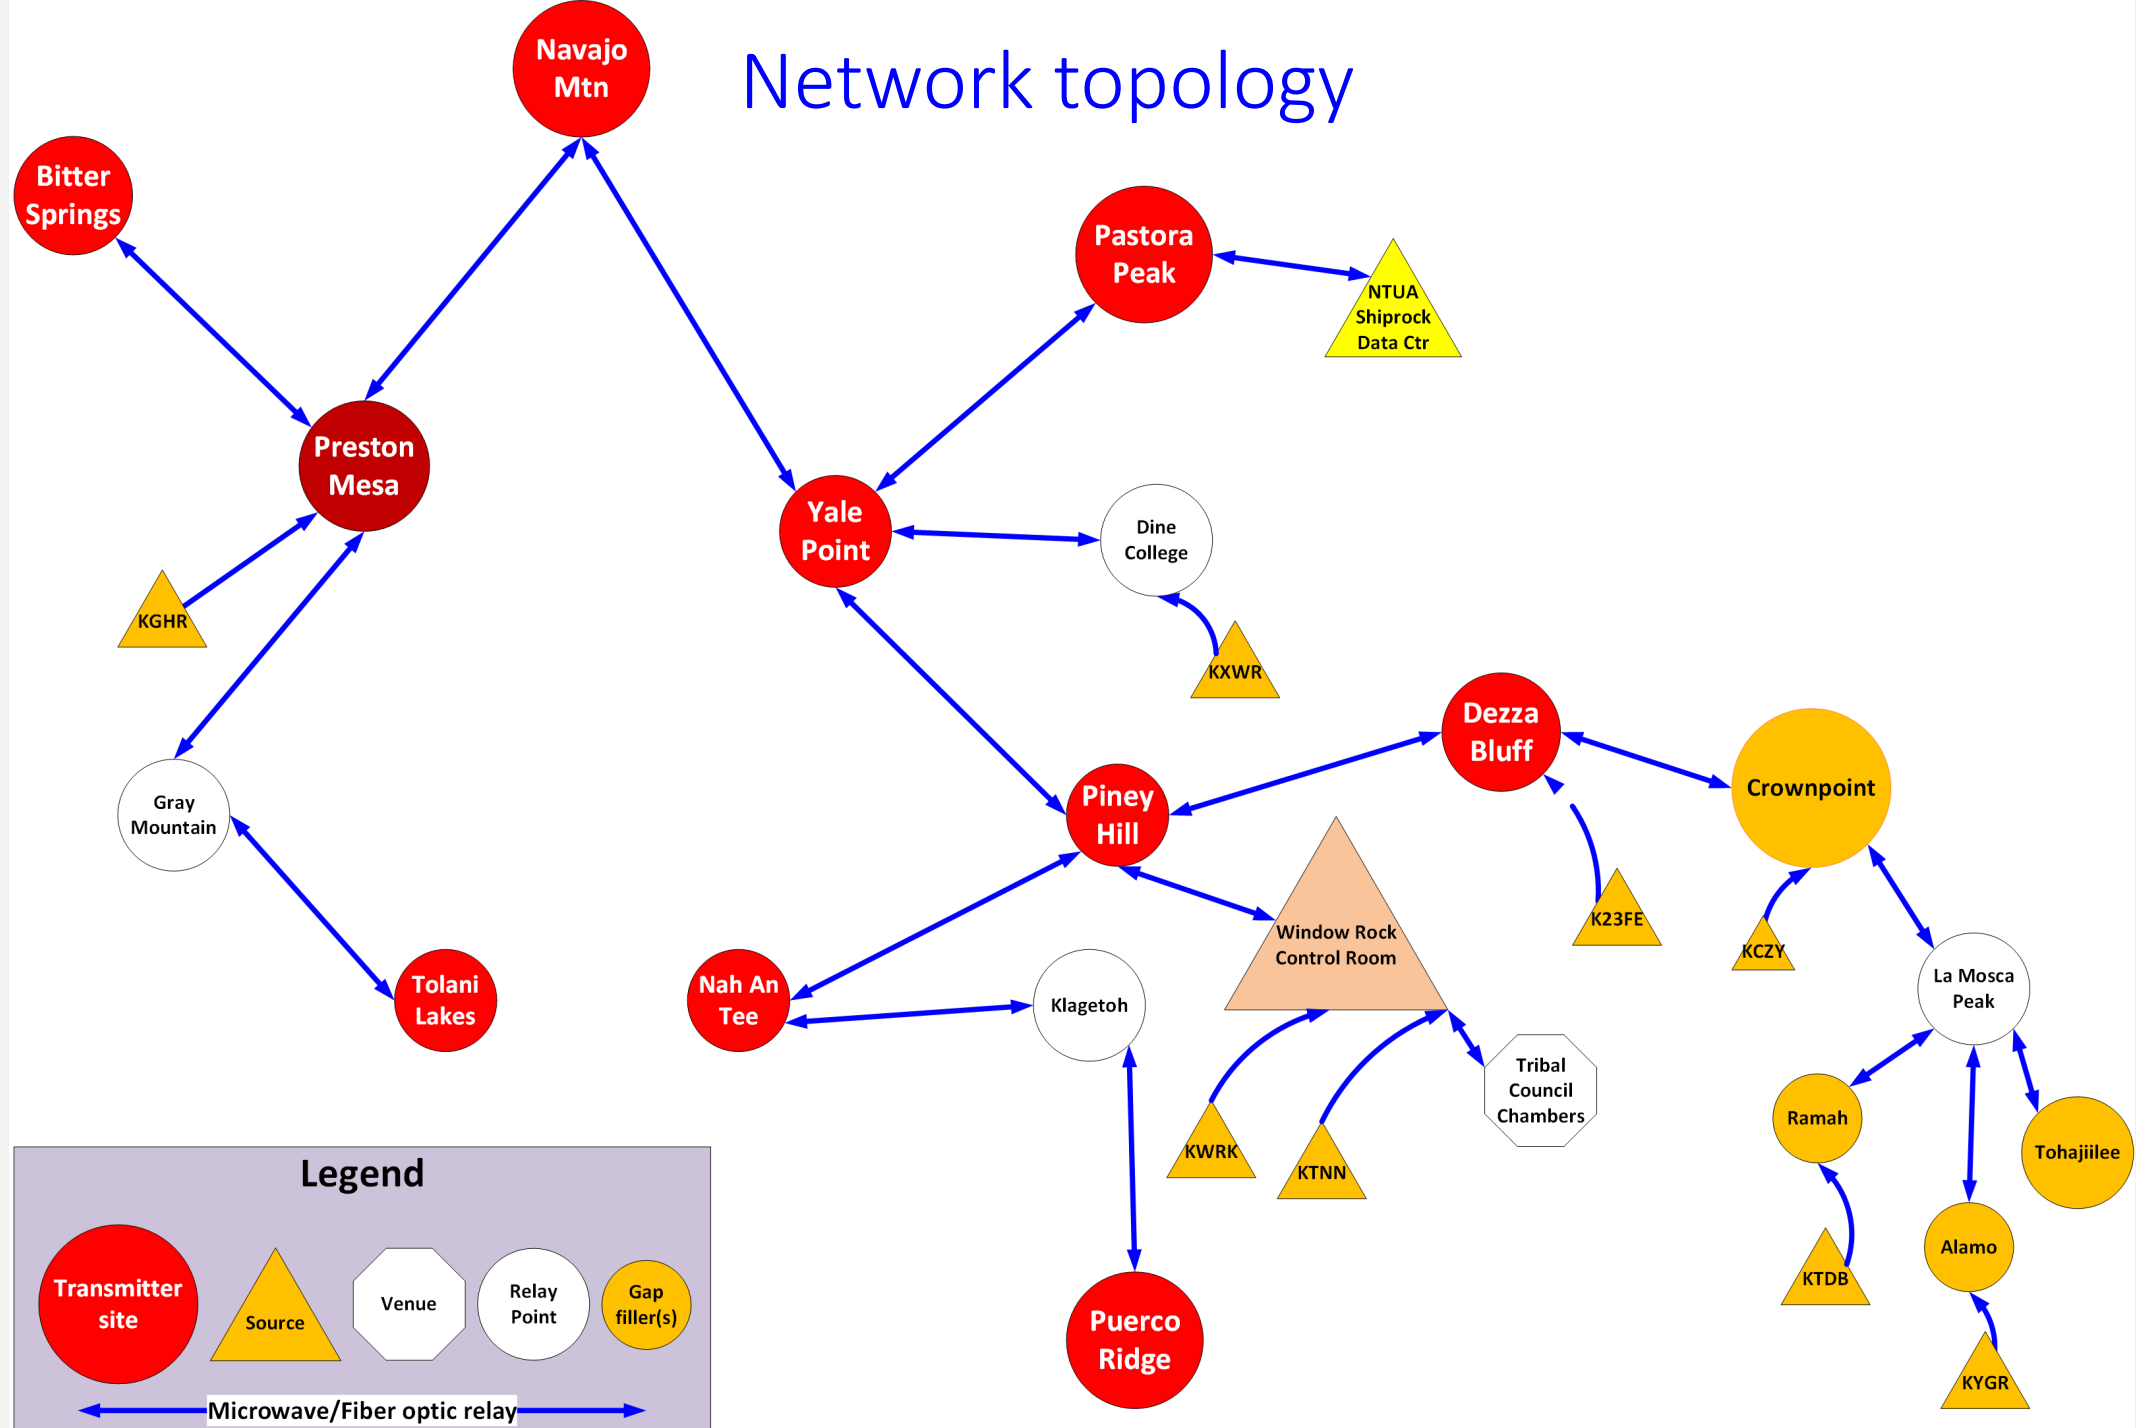 Network topology
Navajo
Mtn
Bitter
Springs
Pastora
Peak
NTUA
Shiprock
Data Ctr
Preston
Mesa
Yale
Point
Dine
College
KGHR
KXWR
Dezza
Bluff
Crownpoint
Piney
Hill
Gray
Mountain
Window Rock
Control Room
K23FE
KCZY
La Mosca
Peak
Tolani
Lakes
Nah An
Tee
Klagetoh
Tribal
Council
Chambers
Ramah
Tohajiilee
KWRK
KTNN
Alamo
KTDB
Puerco
Ridge
KYGR
Legend
Transmitter
site
Source
Venue
Relay
Point
Gap
filler(s)
Microwave/Fiber optic relay